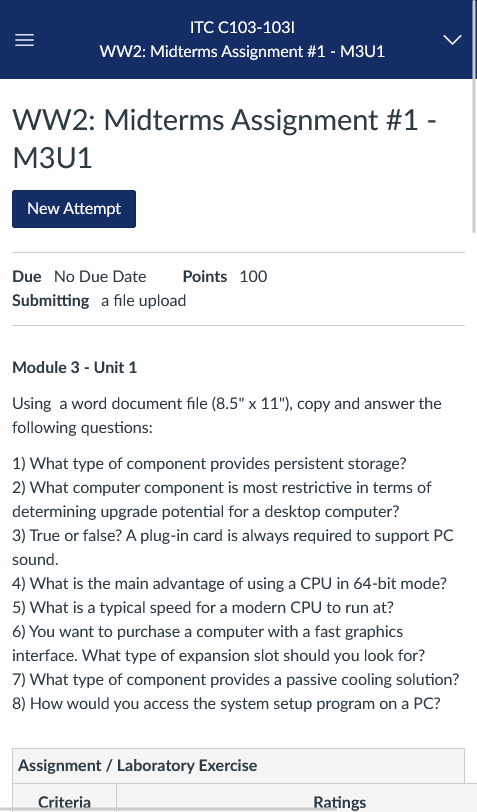 ITC C103-103I
WW2: Midterms Assignment #1 - M3U1
WW2: Midterms Assignment #1 -
M3U1
New Attempt
Due No Due Date Points 100
Submitting a file upload
Module 3 - Unit 1
Using a word document file (8.5" x 11"), copy and answer the
following questions:
1) What type of component provides persistent storage?
2) What computer component is most restrictive in terms of
determining upgrade potential for a desktop computer?
3) True or false? A plug-in card is always required to support PC
sound.
4) What is the main advantage of using a CPU in 64-bit mode?
5) What is a typical speed for a modern CPU to run at?
6) You want to purchase a computer with a fast graphics
interface. What type of expansion slot should you look for?
7) What type of component provides a passive cooling solution?
8) How would you access the system setup program on a PC?
Assignment / Laboratory Exercise
Criteria Ratings